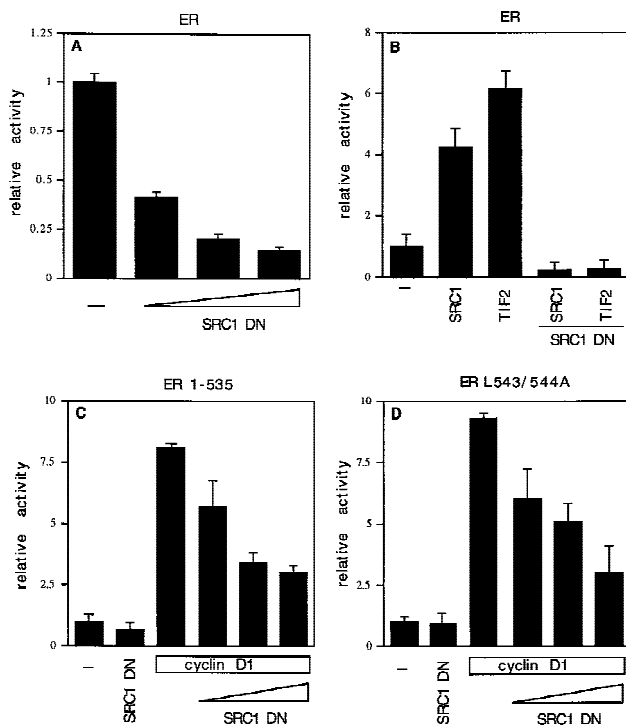 ER
A
relative activity
1.25
1
0.75
0.5
0.25
0
—
SRC1 DN
ER
B
relative activity
8
6
4
2
0
—
SRC1
TIF2
SRC1
TIF2
SRC1 DN
ER 1-535
C
relative activity
10
7.5
5
2.5
0
—
SRC1 DN
cyclin D1
SRC1 DN
ER L543/544A
D
relative activity
10
7.5
5
2.5
0
—
SRC1 DN
cyclin D1
SRC1 DN